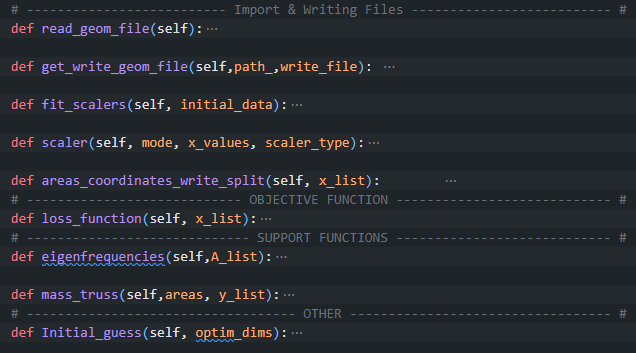 # -------------------------- Import & Writing Files -------------------------- #
def read_geom_file(self):···
def get_write_geom_file(self,path_,write_file): ···
def fit_scalers(self, initial_data):···
def scaler(self, mode, x_values, scaler_type):···
def areas_coordinates_write_split(self, x_list): ···
# ---------------------------- OBJECTIVE FUNCTION ---------------------------- #
def loss_function(self, x_list):···
# ----------------------------- SUPPORT FUNCTIONS ---------------------------- #
def eigenfrequencies(self,A_list):···
def mass_truss(self,areas, y_list):···
# ----------------------------------- OTHER ---------------------------------- #
def Initial_guess(self, optim_dims):···